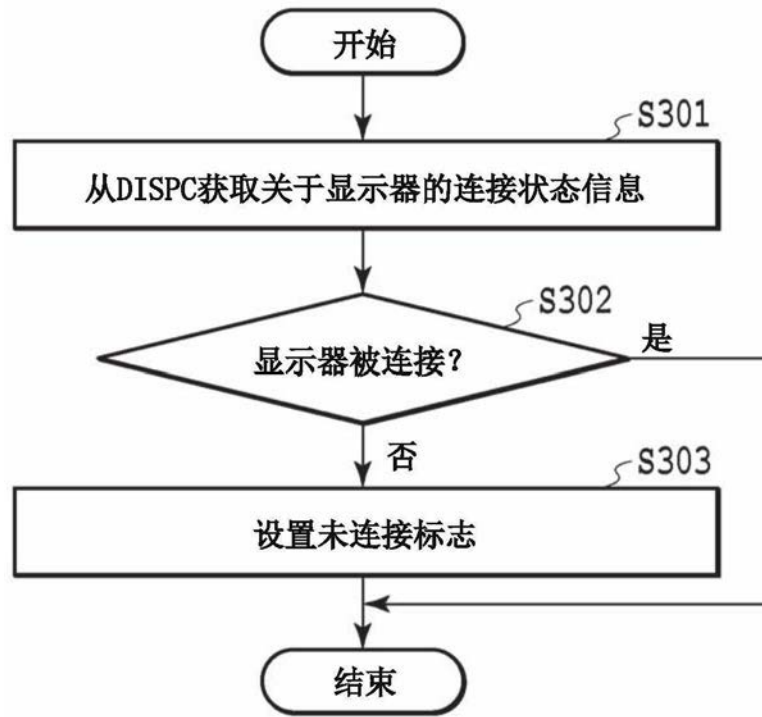 开始
S301
从DISPC获取关于显示器的连接状态信息
S302
显示器被连接？
是
否
S303
设置未连接标志
结束